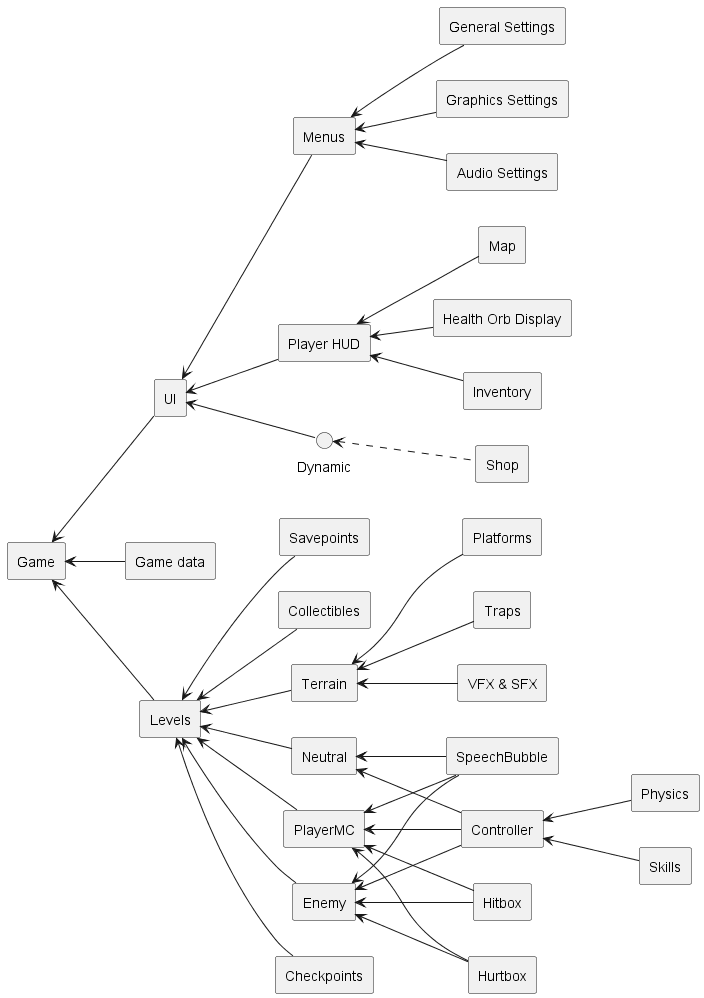 General Settings
Graphics Settings
Menus
Audio Settings
Map
Health Orb Display
Player HUD
Inventory
UI
Dynamic
Shop
Savepoints
Platforms
Game
Game data
Collectibles
Traps
Terrain
VFX & SFX
Levels
Neutral
SpeechBubble
Physics
PlayerMC
Controller
Skills
Enemy
Hitbox
Checkpoints
Hurtbox